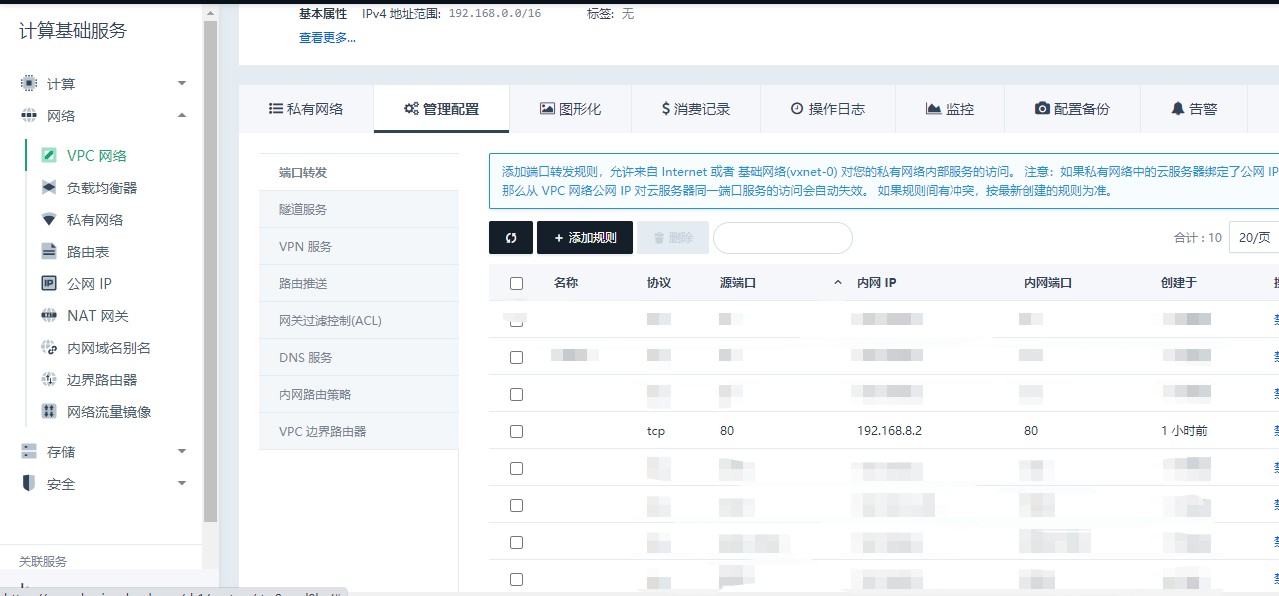 基本属性 IPv4 地址范围: 192.168.0.0/16 标签: 无
查看更多...
计算基础服务
计算
网络
VPC 网络
负载均衡器
私有网络
路由表
公网 IP
NAT 网关
内网域名别名
边界路由器
网络流量镜像
存储
安全
关联服务
私有网络 管理配置 图形化 消费记录 操作日志 监控 配置备份 告警
端口转发
隧道服务
VPN 服务
路由推送
网关过滤控制(ACL)
DNS 服务
内网路由策略
VPC 边界路由器
添加端口转发规则，允许来自 Internet 或者 基础网络(vxnet-0) 对您的私有网络内部服务的访问。 注意：如果私有网络中的云服务器绑定了公网 IP
那么从 VPC 网络公网 IP 对云服务器同一端口服务的访问会自动失效。 如果规则间有冲突，按最新创建的规则为准。
+ 添加规则 删除 合计 : 10 20/页
名称 协议 源端口 内网 IP 内网端口 创建于
tcp 80 192.168.8.2 80 1 小时前